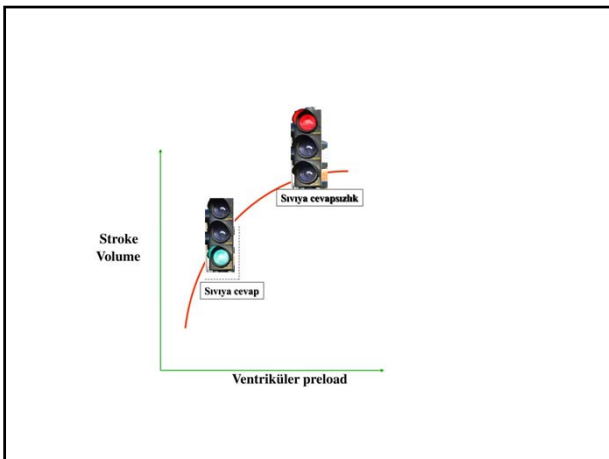 Sıvıya cevapsızlık
Stroke
Volume
Sıvıya cevap
Ventriküler preload